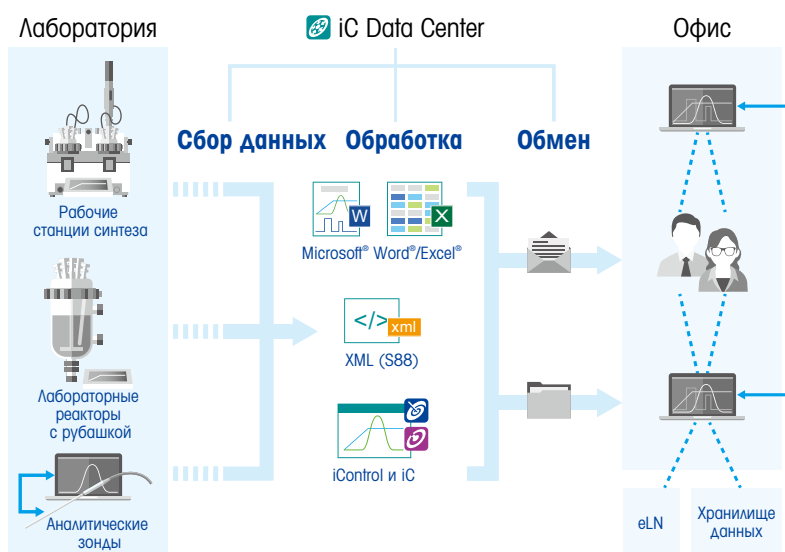 Лаборатория
iC Data Center
Офис
Сбор данных
Обработка
Обмен
Рабочие
станции синтеза
W
X
Microsoft® Word®/Excel®
</>
xml
XML (S88)
Лабораторные
реакторы
с рубашкой
iControl и iC
Аналитические
зонды
eLN
Хранилище
данных